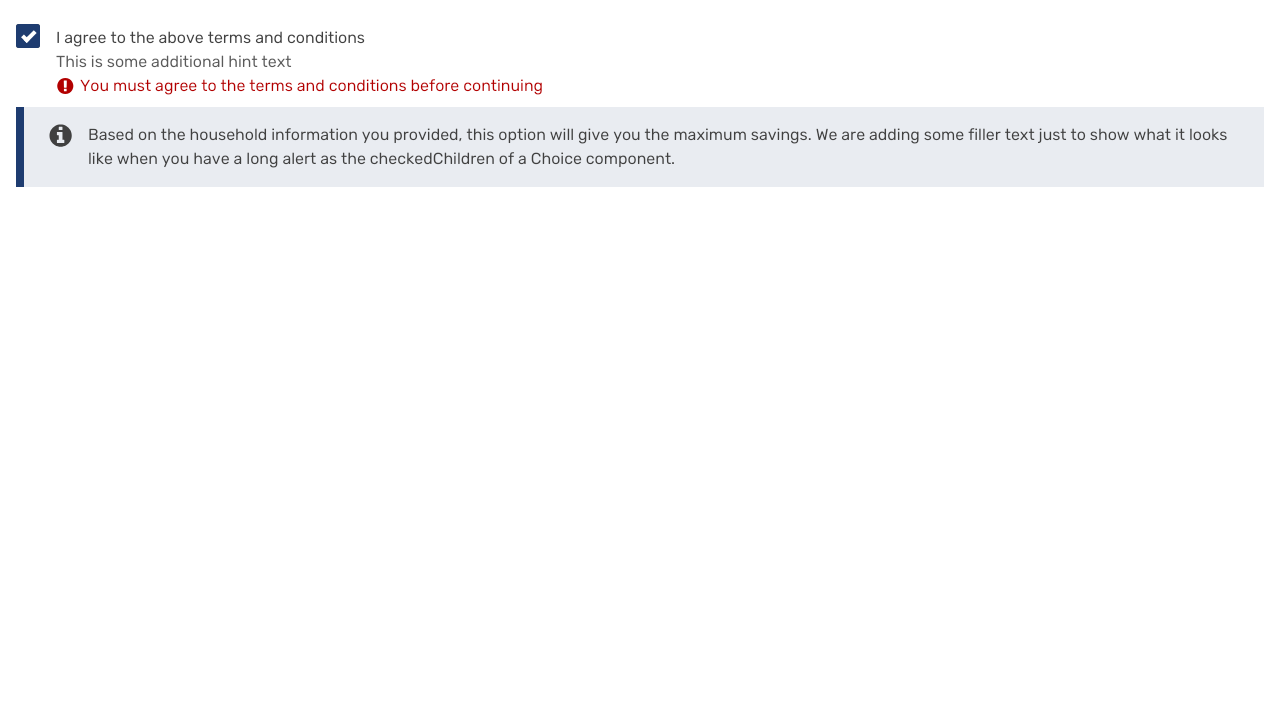 I agree to the above terms and conditions
This is some additional hint text
You must agree to the terms and conditions before continuing
Based on the household information you provided, this option will give you the maximum savings. We are adding some filler text just to show what it looks
like when you have a long alert as the checkedChildren of a Choice component.